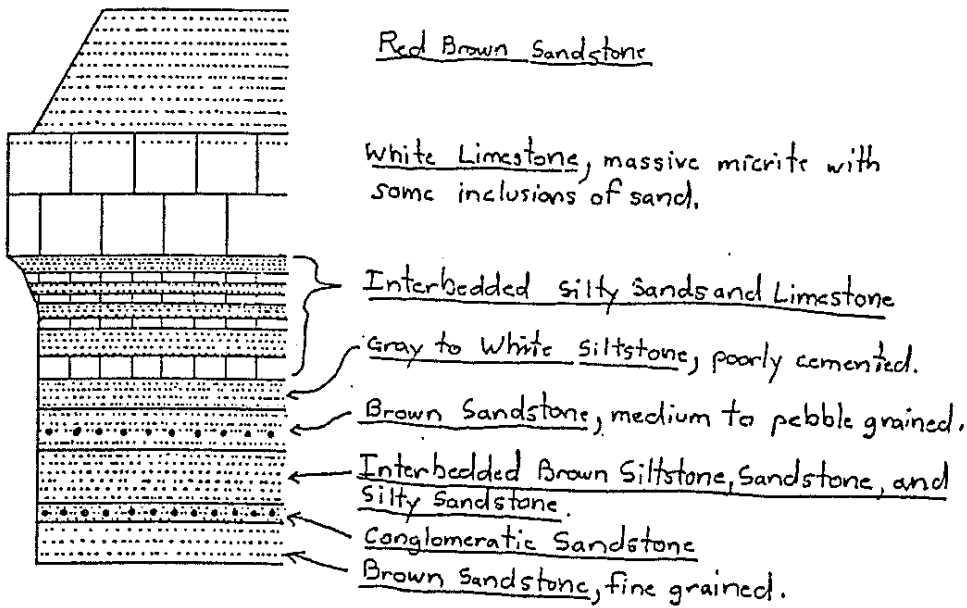 Red Brown Sandstone
White Limestone, massive micrite with
some inclusions of sand.
Interbedded Silty Sands and Limestone
Gray to White Siltstone, poorly cemented.
Brown Sandstone, medium to pebble grained.
Interbedded Brown Siltstone, Sandstone, and
Silty Sandstone.
Conglomeratic Sandstone
Brown Sandstone, fine grained.